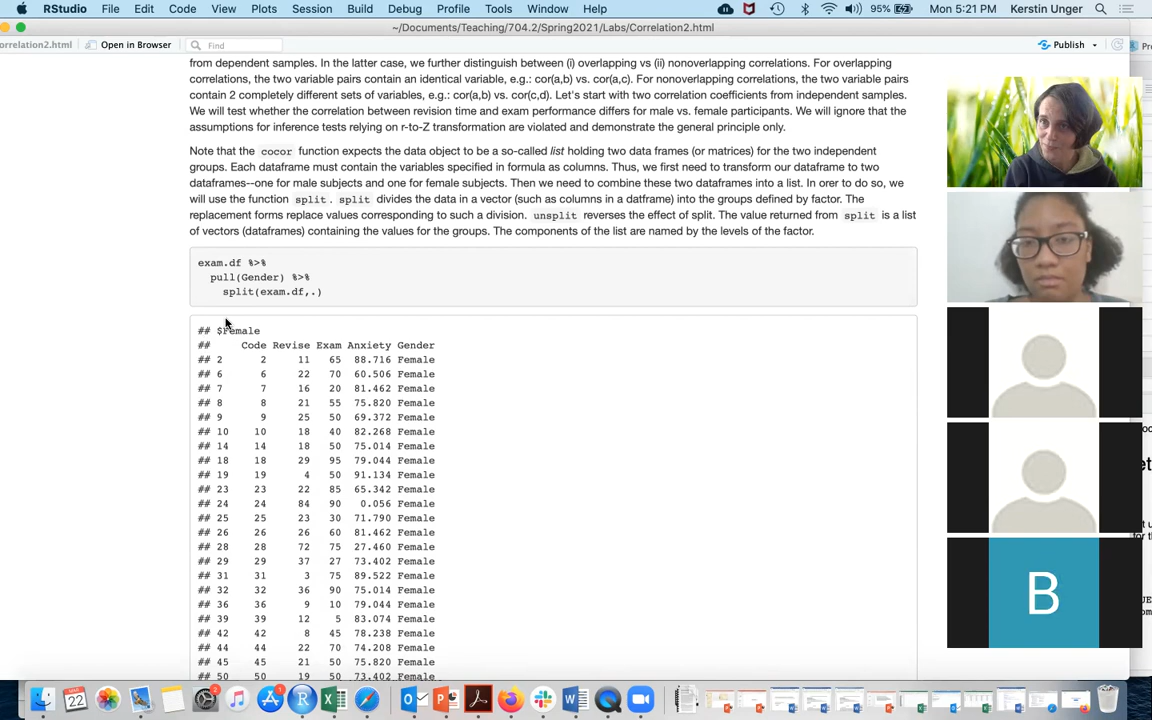 RStudio File Edit Code View Plots Session Build Debug Profile Tools Window Help 95% Mon 5:21 PM Kerstin Unger
~/Documents/Teaching/704.2/Spring2021/Labs/Correlation2.html
orrelation2.html Open in Browser Find Publish
from dependent samples. In the latter case, we further distinguish between (i) overlapping vs (ii) nonoverlapping correlations. For overlapping
correlations, the two variable pairs contain an identical variable, e.g.: cor(a,b) vs. cor(a,c). For nonoverlapping correlations, the two variable pairs
contain 2 completely different sets of variables, e.g.: cor(a,b) vs. cor(c,d). Let's start with two correlation coefficients from independent samples.
We will test whether the correlation between revision time and exam performance differs for male vs. female participants. We will ignore that the
assumptions for inference tests relying on r-to-Z transformation are violated and demonstrate the general principle only.
Note that the cocor function expects the data object to be a so-called list holding two data frames (or matrices) for the two independent
groups. Each dataframe must contain the variables specified in formula as columns. Thus, we first need to transform our dataframe to two
dataframes--one for male subjects and one for female subjects. Then we need to combine these two dataframes into a list. In orer to do so, we
will use the function split. split divides the data in a vector (such as columns in a datframe) into the groups defined by factor. The
replacement forms replace values corresponding to such a division. unsplit reverses the effect of split. The value returned from split is a list
of vectors (dataframes) containing the values for the groups. The components of the list are named by the levels of the factor.
exam.df %>%
pull(Gender) %>%
split(exam.df,.)
## $Female
## Code Revise Exam Anxiety Gender
## 2 2 11 65 88.716 Female
## 6 6 22 70 60.506 Female
## 7 7 16 20 81.462 Female
## 8 8 21 55 75.820 Female
## 9 9 25 50 69.372 Female
## 10 10 18 40 82.268 Female
## 14 14 18 50 75.014 Female
## 18 18 29 95 79.044 Female
## 19 19 4 50 91.134 Female
## 23 23 22 85 65.342 Female
## 24 24 84 90 0.056 Female
## 25 25 23 30 71.790 Female
## 26 26 26 60 81.462 Female
## 28 28 72 75 27.460 Female
## 29 29 37 27 73.402 Female
## 31 31 3 75 89.522 Female
## 32 32 36 90 75.014 Female
## 36 36 9 10 79.044 Female
## 39 39 12 5 83.074 Female
## 42 42 8 45 78.238 Female
## 44 44 22 70 74.208 Female
## 45 45 21 50 75.820 Female
## 50 50 19 50 73.402 Female
B